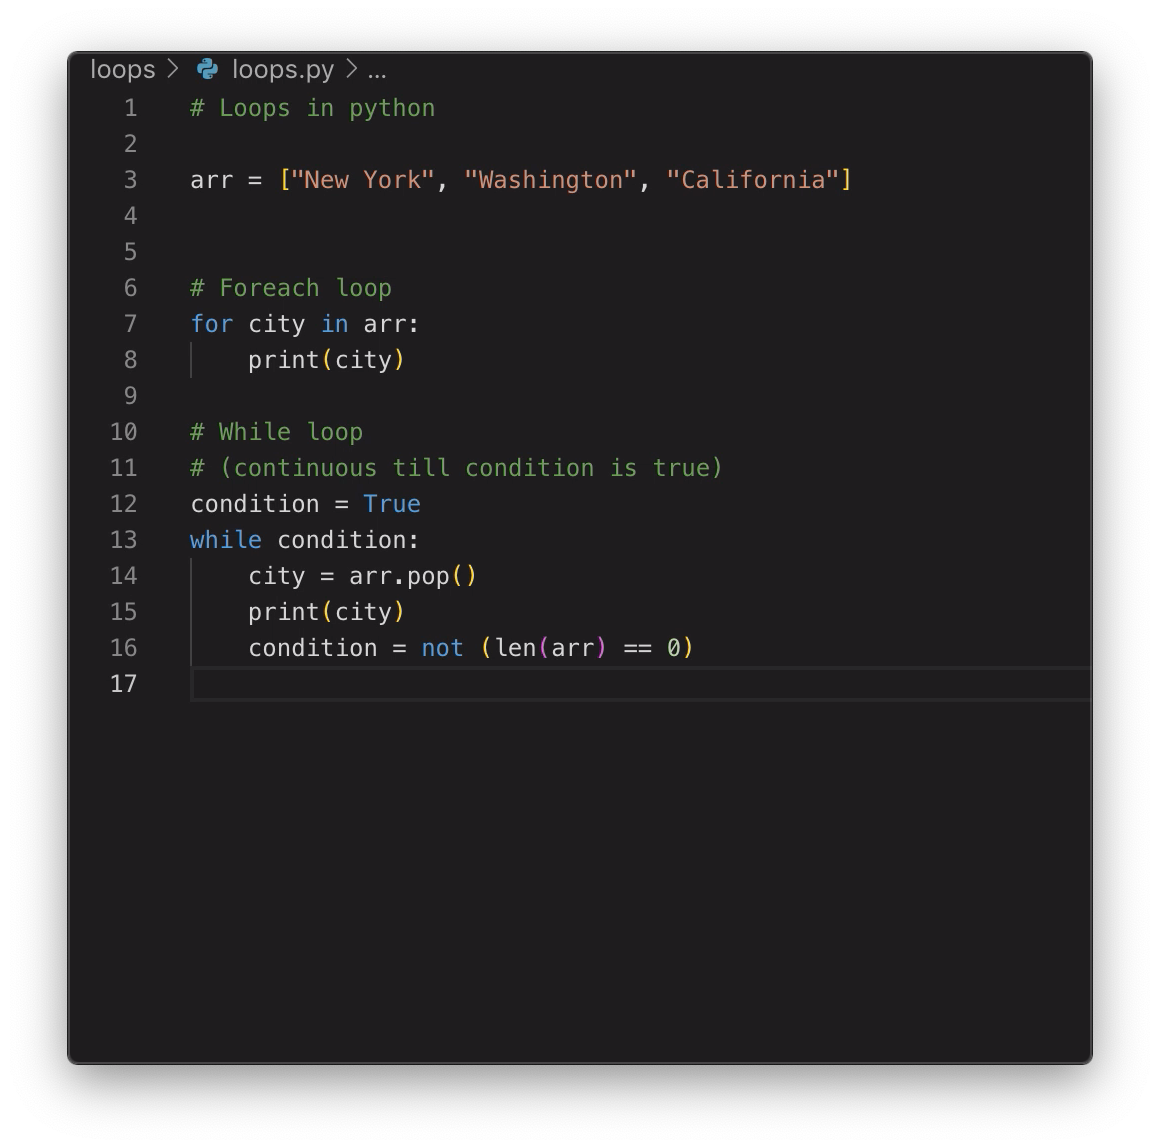 loops > loops.py > ...
1 # Loops in python
2
3 arr = ["New York", "Washington", "California"]
4
5
6 # Foreach loop
7 for city in arr:
8     print(city)
9
10 # While loop
11 # (continuous till condition is true)
12 condition = True
13 while condition:
14     city = arr.pop()
15     print(city)
16     condition = not (len(arr) == 0)
17